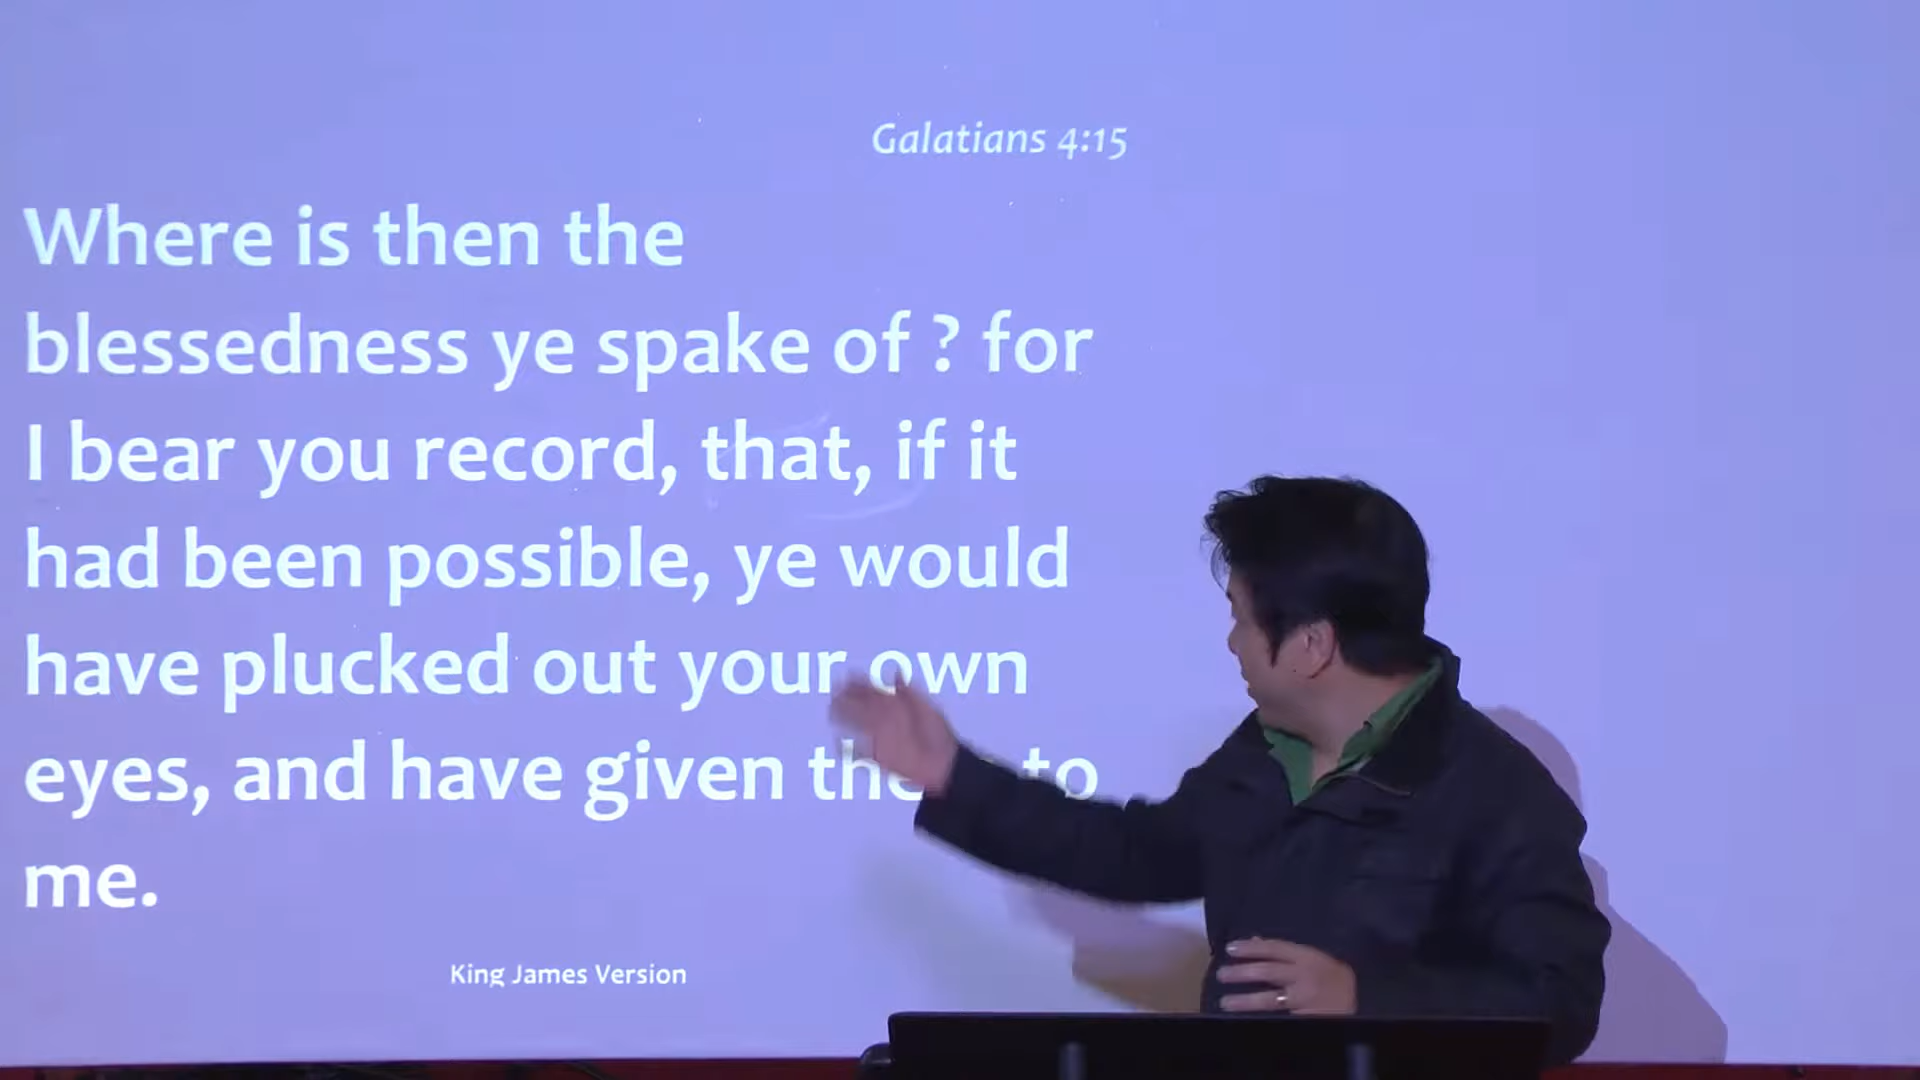 Galatians 4:15
Where is then the
blessedness ye spake of ? for
I bear you record, that, if it
had been possible, ye would
have plucked out your own
eyes, and have given to
me.
King James Version